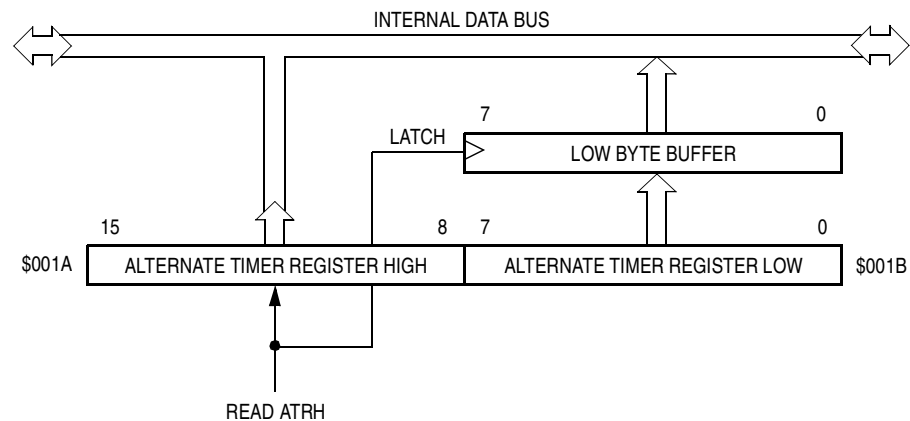 INTERNAL DATA BUS
7 0
LATCH
LOW BYTE BUFFER
15 8 7 0
$001A ALTERNATE TIMER REGISTER HIGH ALTERNATE TIMER REGISTER LOW $001B
READ ATRH